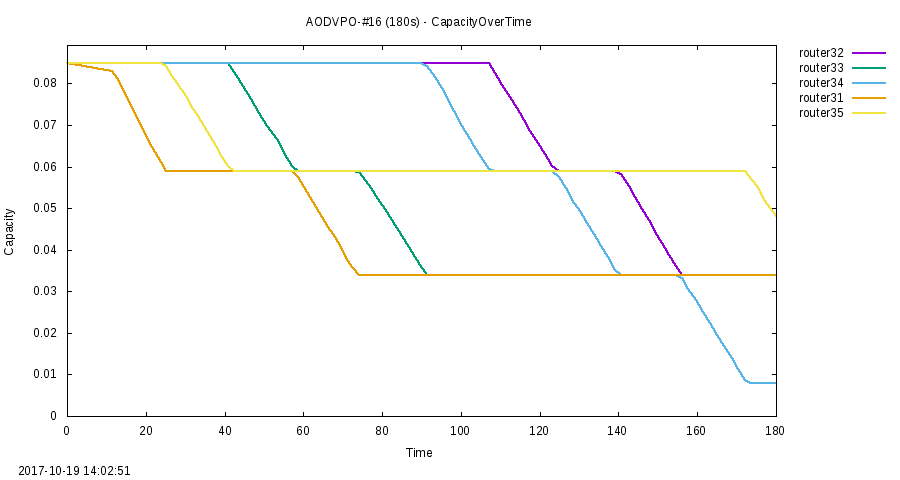 AODVPO-#16 (180s) - CapacityOverTime
router32
router33
router34
router31
router35
0.08
0.07
0.06
0.05
0.04
0.03
0.02
0.01
0
Capacity
0 20 40 60 80 100 120 140 160 180
Time
2017-10-19 14:02:51